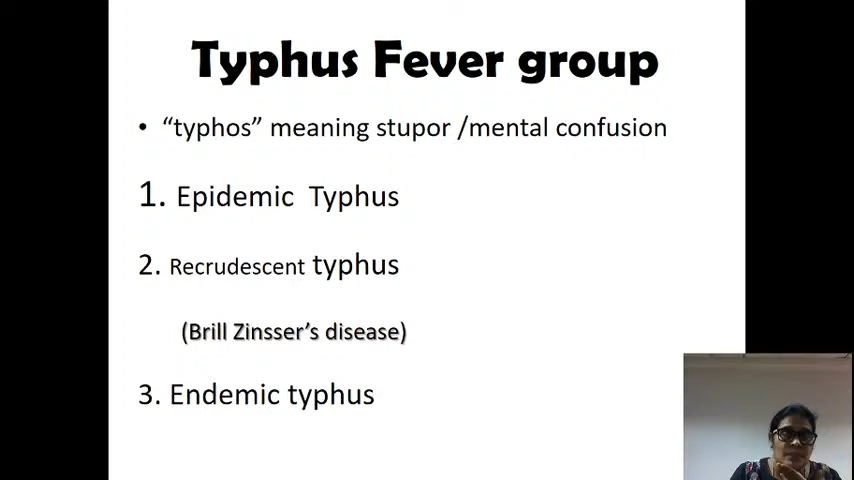 Typhus Fever group
• “typhos” meaning stupor /mental confusion
1. Epidemic Typhus
2. Recrudescent typhus
(Brill Zinsser’s disease)
3. Endemic typhus